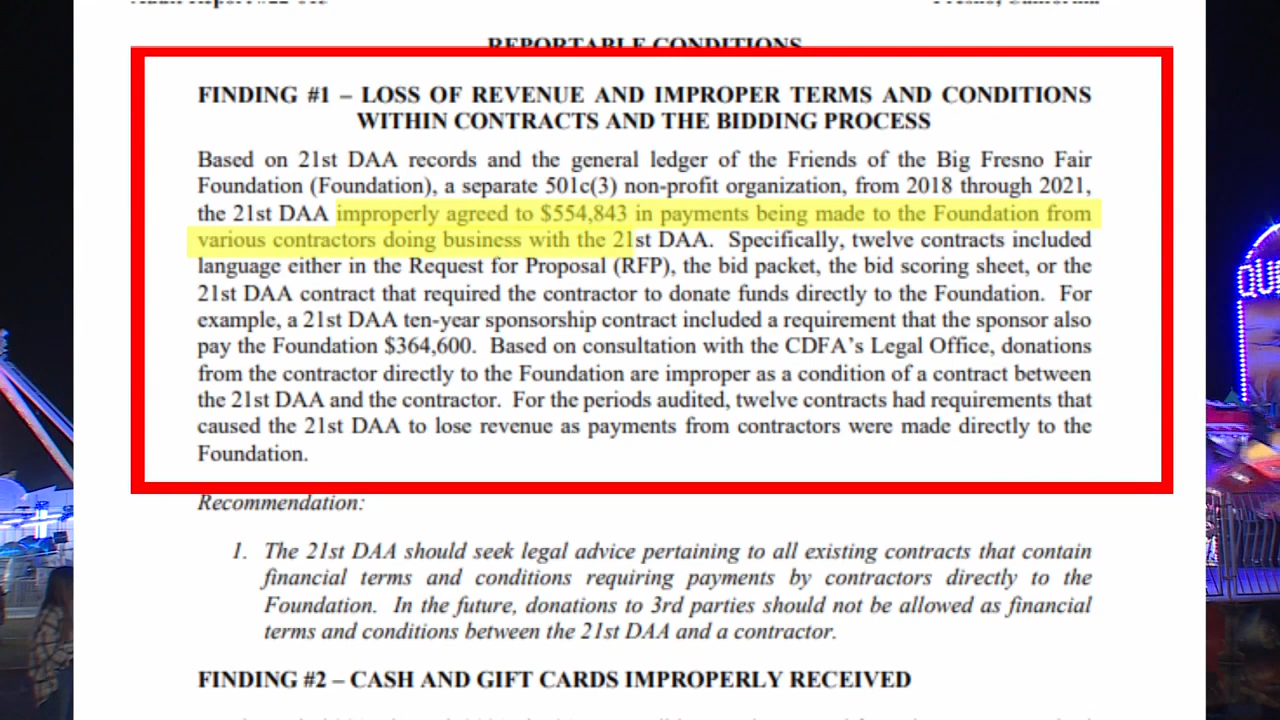 REPORTABLE CONDITIONS
FINDING #1 – LOSS OF REVENUE AND IMPROPER TERMS AND CONDITIONS
WITHIN CONTRACTS AND THE BIDDING PROCESS
Based on 21st DAA records and the general ledger of the Friends of the Big Fresno Fair
Foundation (Foundation), a separate 501c(3) non-profit organization, from 2018 through 2021,
the 21st DAA improperly agreed to $554,843 in payments being made to the Foundation from
various contractors doing business with the 21st DAA. Specifically, twelve contracts included
language either in the Request for Proposal (RFP), the bid packet, the bid scoring sheet, or the
21st DAA contract that required the contractor to donate funds directly to the Foundation. For
example, a 21st DAA ten-year sponsorship contract included a requirement that the sponsor also
pay the Foundation $364,600. Based on consultation with the CDFA's Legal Office, donations
from the contractor directly to the Foundation are improper as a condition of a contract between
the 21st DAA and the contractor. For the periods audited, twelve contracts had requirements that
caused the 21st DAA to lose revenue as payments from contractors were made directly to the
Foundation.
Recommendation:
1. The 21st DAA should seek legal advice pertaining to all existing contracts that contain
financial terms and conditions requiring payments by contractors directly to the
Foundation. In the future, donations to 3rd parties should not be allowed as financial
terms and conditions between the 21st DAA and a contractor.
FINDING #2 – CASH AND GIFT CARDS IMPROPERLY RECEIVED